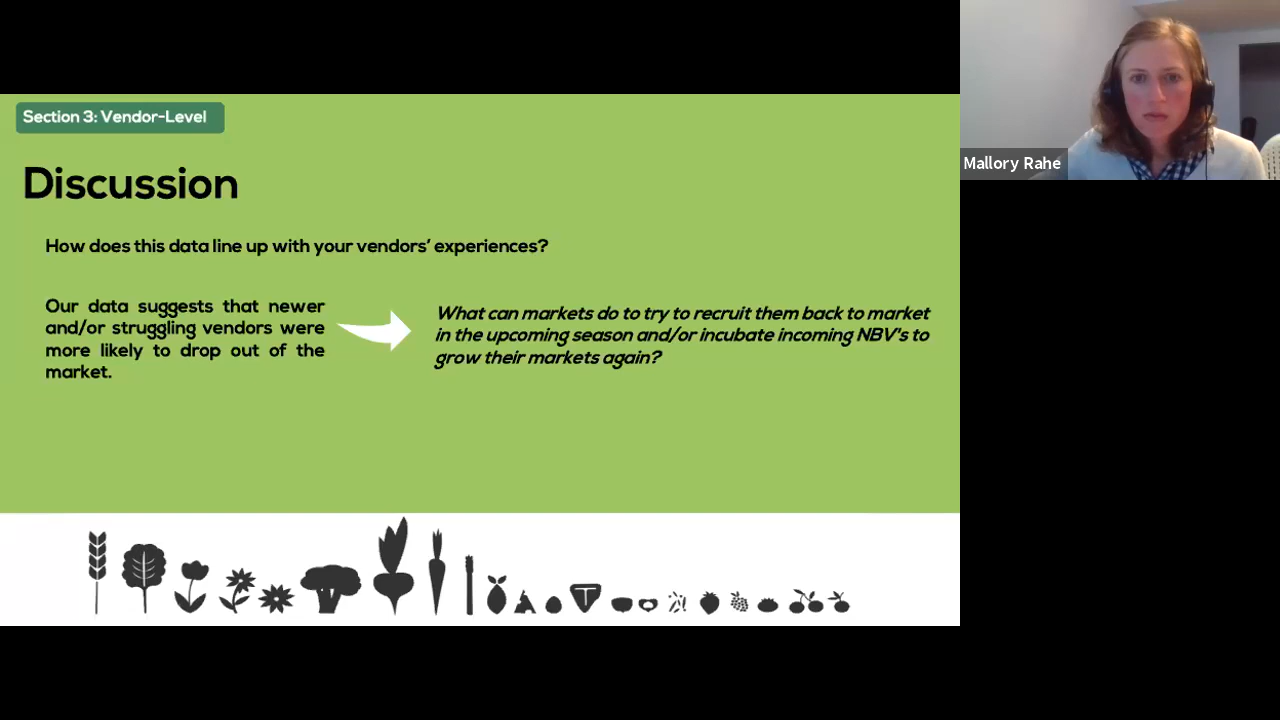 Section 3: Vendor-Level
Discussion
How does this data line up with your vendors' experiences?
Our data suggests that newer
and/or struggling vendors were
more likely to drop out of the
market.
What can markets do to try to recruit them back to market
in the upcoming season and/or incubate incoming NBV's to
grow their markets again?
Mallory Rahe